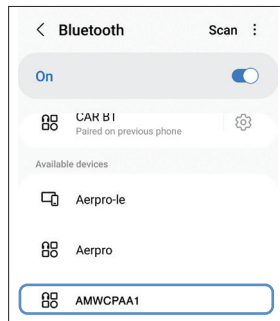 Bluetooth Scan
On
CAR BT
Paired on previous phone
Available devices
Aerpro-le
Aerpro
AMWCPAA1